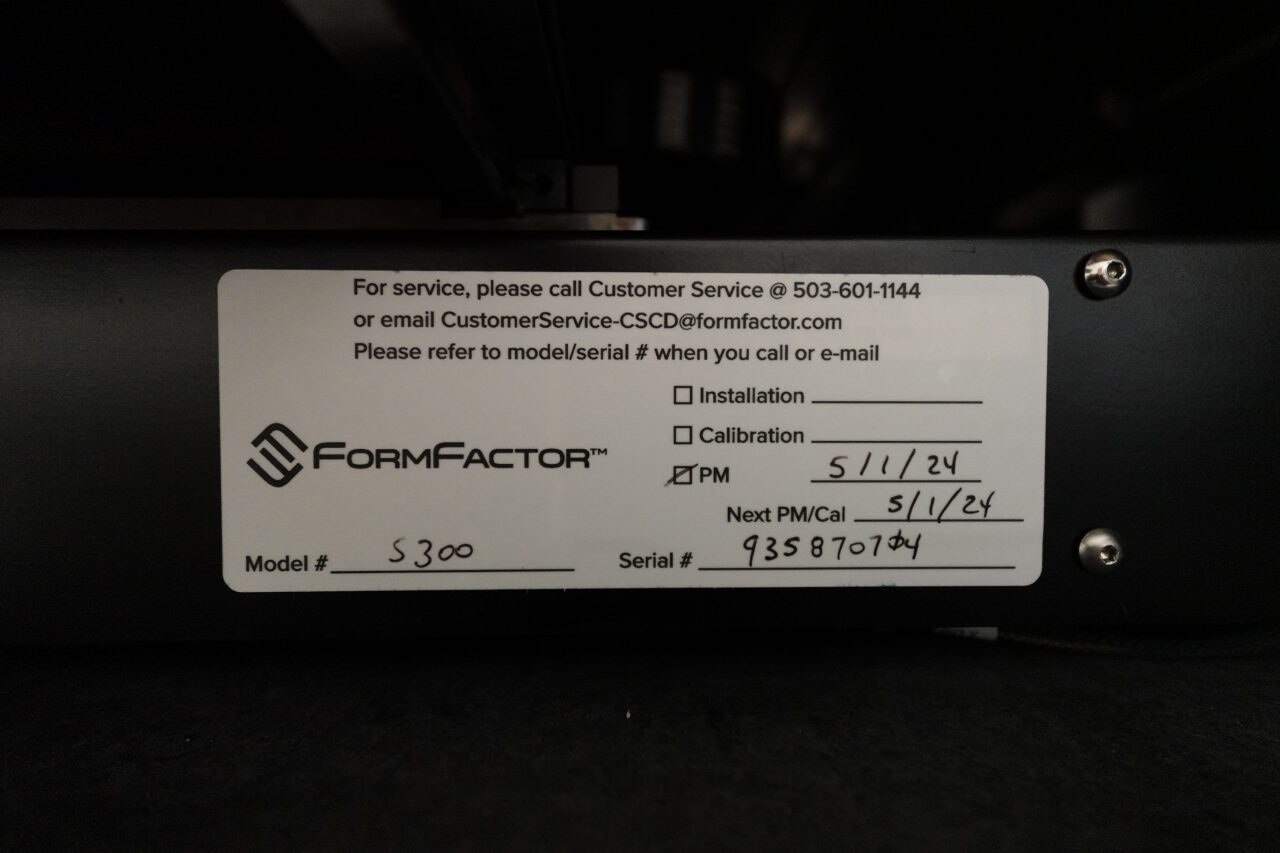 For service, please call Customer Service @ 503-601-1144
or email CustomerService-CSCD@formfactor.com
Please refer to model/serial # when you call or e-mail
Installation
Calibration
FORMFACTOR™
PM 5/1/24
Next PM/Cal 5/1/24
Model # S300
Serial # 935870704